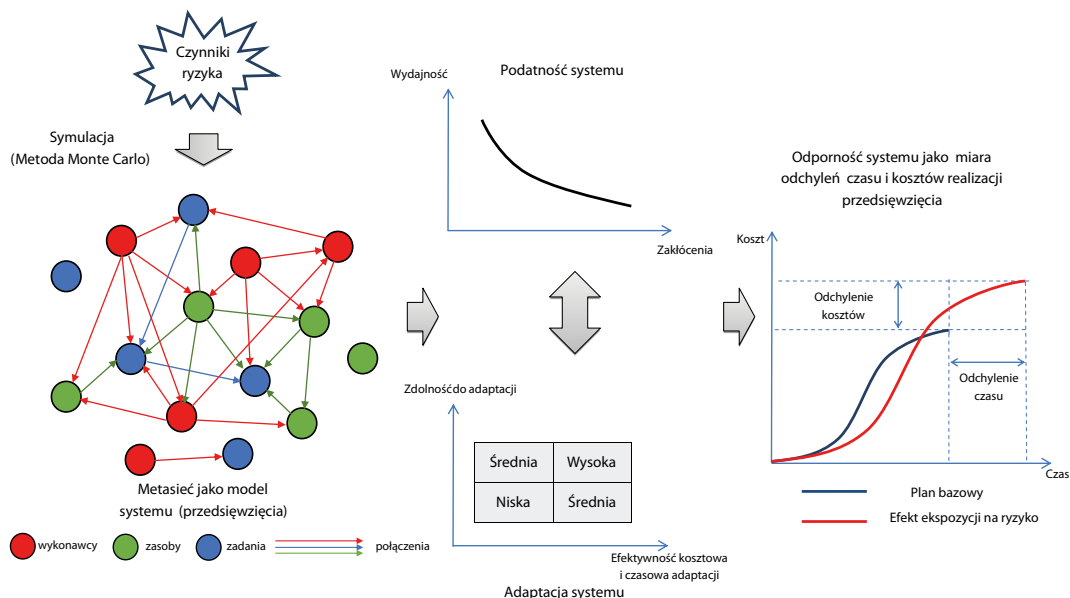 Czynniki
ryzyka
Symulacja
(Metoda Monte Carlo)
Metasieć jako model
systemu (przedsięwzięcia)
wykonawcy
zasoby
zadania
połączenia
Wydajność
Podatność systemu
Zakłócenia
Zdolność do adaptacji
Średnia
Wysoka
Niska
Średnia
Efektywność kosztowa
i czasowa adaptacji
Adaptacja systemu
Odporność systemu jako miara
odchyleń czasu i kosztów realizacji
przedsięwzięcia
Koszt
Odchylenie
kosztów
Odchylenie
czasu
Czas
Plan bazowy
Efekt ekspozycji na ryzyko